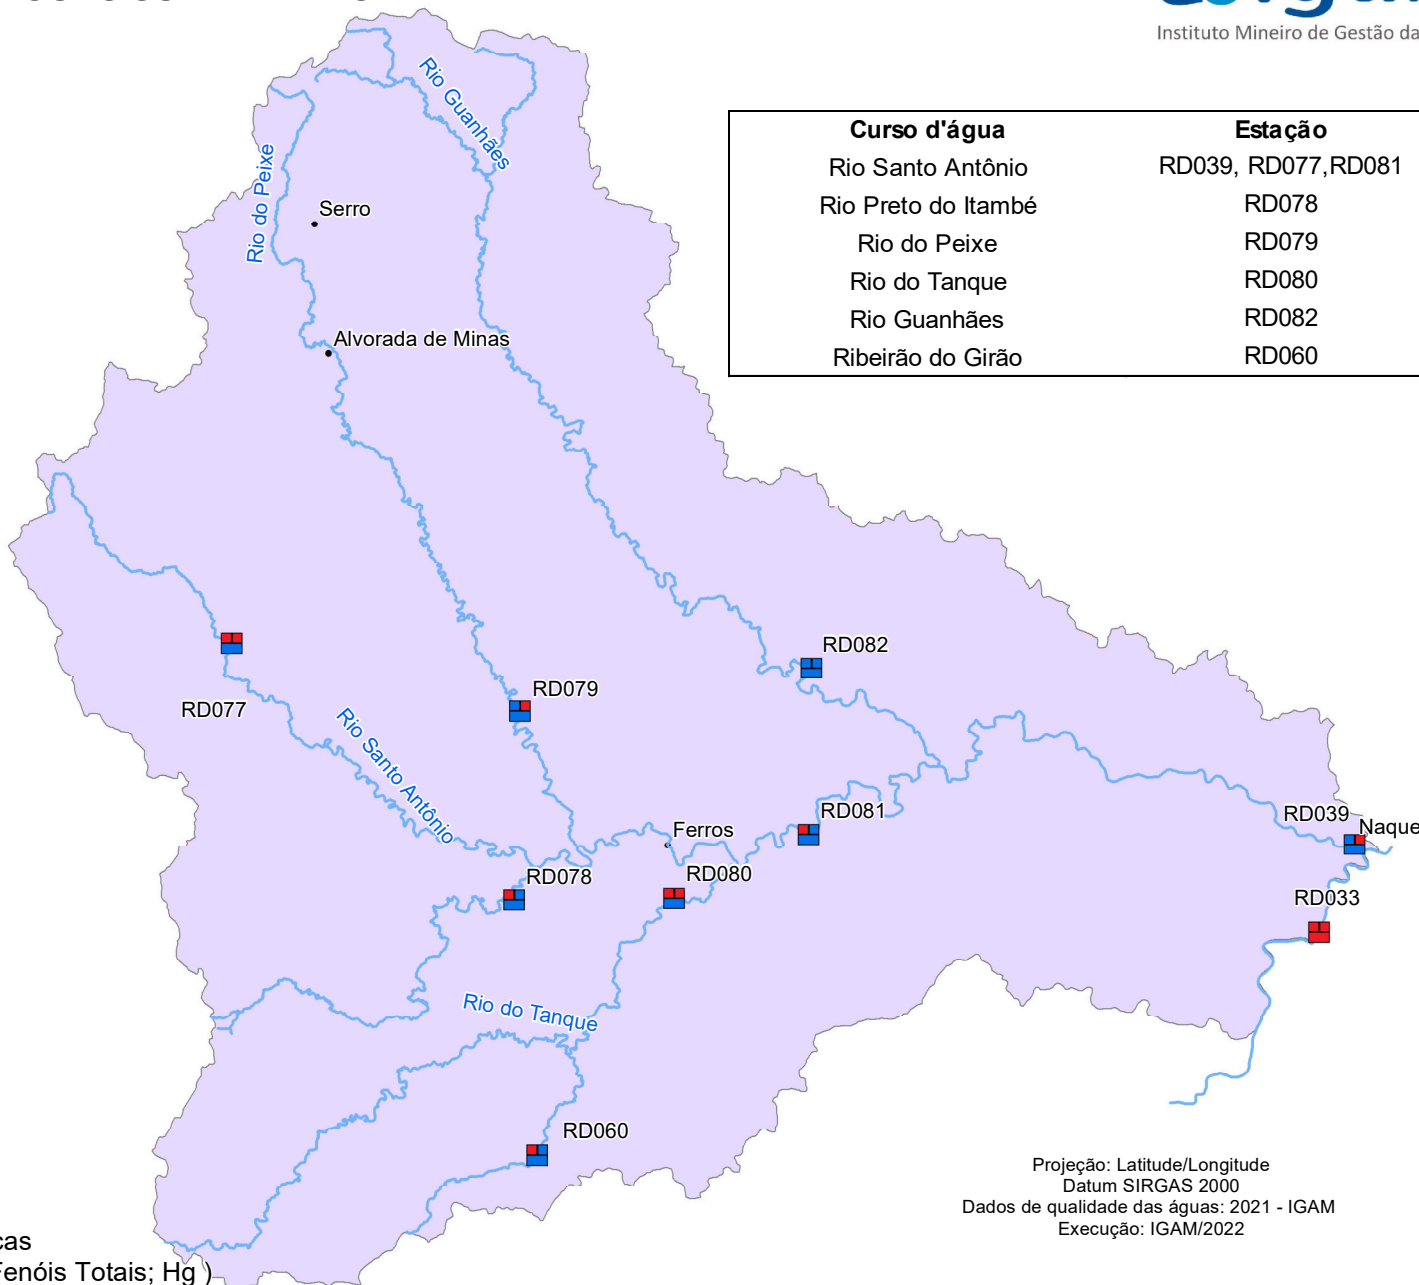 Instituto Mineiro de Gestão da
Curso d'água Estação
Rio Santo Antônio RD039, RD077,RD081
Rio Preto do Itambé RD078
Rio do Peixe RD079
Rio do Tanque RD080
Rio Guanhães RD082
Ribeirão do Girão RD060
Rio Guanhães
Rio do Peixe
Serro
Alvorada de Minas
RD082
RD079
RD077
Rio Santo Antônio
RD081
RD039
Naque
Ferros
RD078
RD080
RD033
Rio do Tanque
RD060
Projeção: Latitude/Longitude
Datum SIRGAS 2000
Dados de qualidade das águas: 2021 - IGAM
Execução: IGAM/2022
cas
Fenóis Totais; Hg )